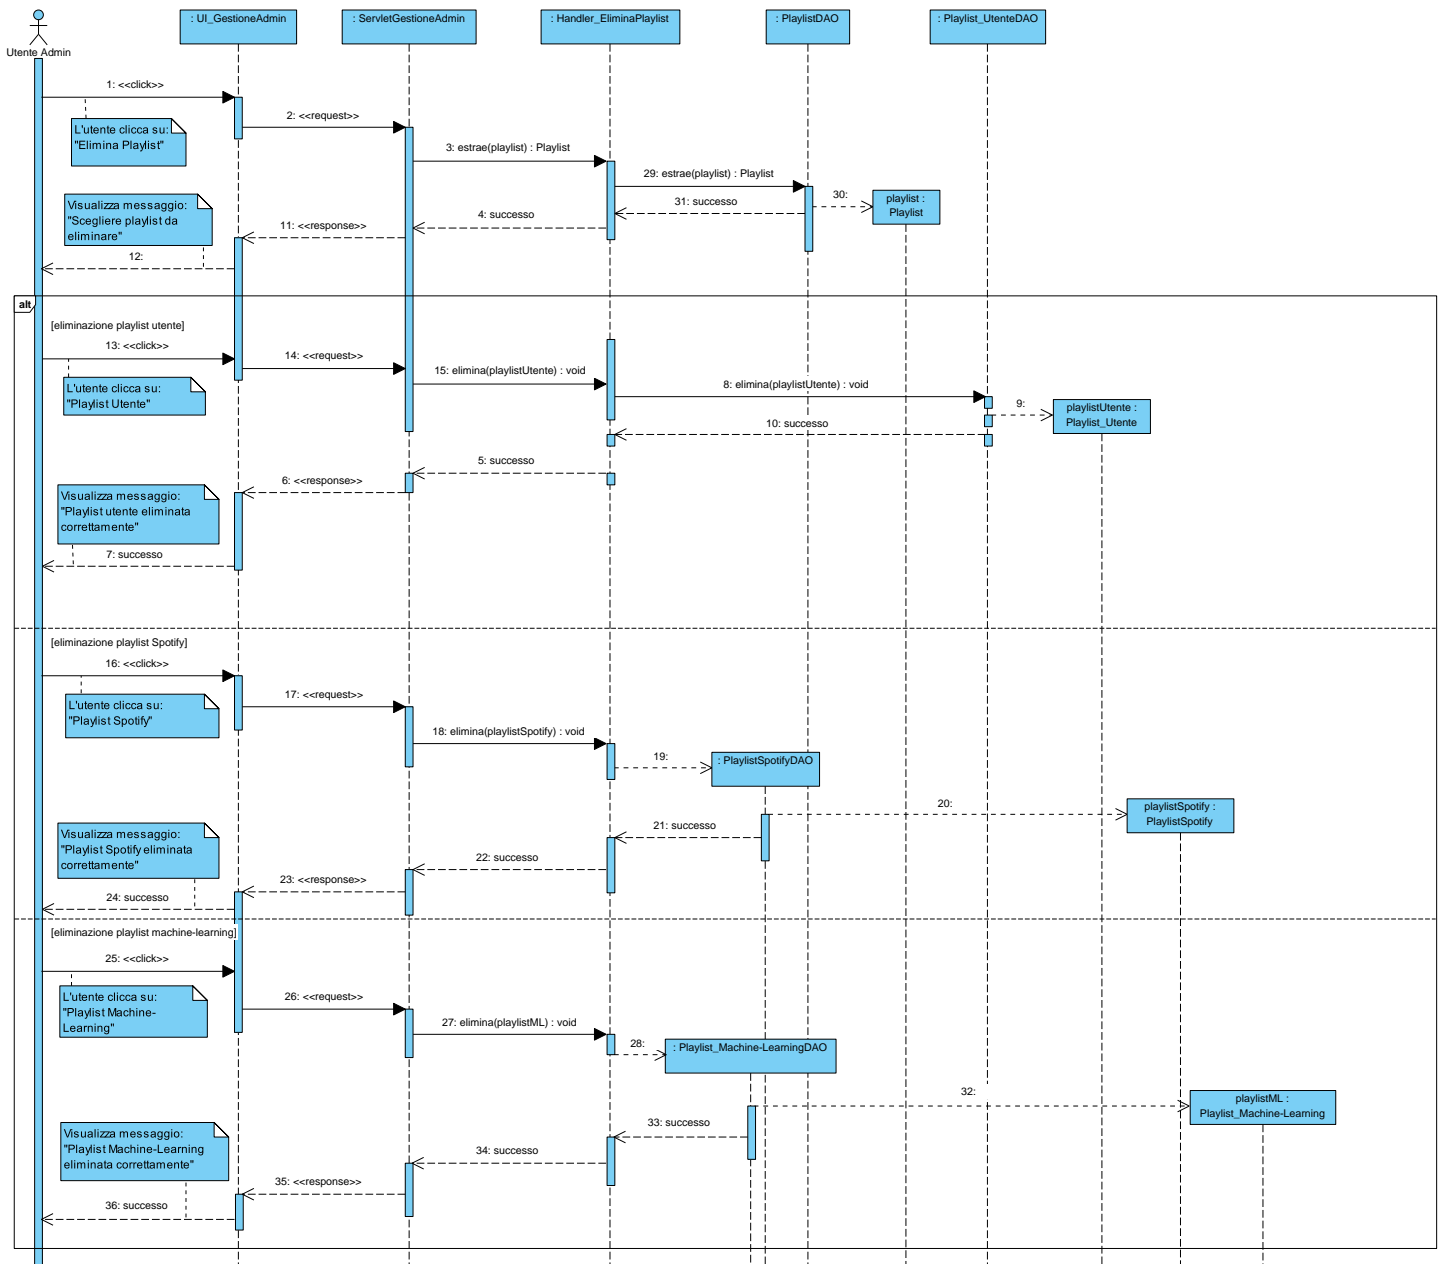 Utente Admin
: UI_GestioneAdmin
: ServletGestioneAdmin
: Handler_EliminaPlaylist
: PlaylistDAO
: Playlist_UtenteDAO
1: <<click>>
L'utente clicca su:
"Elimina Playlist"
2: <<request>>
3: estrae(playlist) : Playlist
29: estrae(playlist) : Playlist
30:
playlist :
Playlist
31: successo
4: successo
11: <<response>>
Visualizza messaggio:
"Scegliere playlist da
eliminare"
12:
alt
[eliminazione playlist utente]
13: <<click>>
L'utente clicca su:
"Playlist Utente"
14: <<request>>
15: elimina(playlistUtente) : void
8: elimina(playlistUtente) : void
9:
playlistUtente :
Playlist_Utente
10: successo
5: successo
6: <<response>>
Visualizza messaggio:
"Playlist utente eliminata
correttamente"
7: successo
[eliminazione playlist Spotify]
16: <<click>>
L'utente clicca su:
"Playlist Spotify"
17: <<request>>
18: elimina(playlistSpotify) : void
19:
: PlaylistSpotifyDAO
20:
playlistSpotify :
PlaylistSpotify
21: successo
22: successo
23: <<response>>
Visualizza messaggio:
"Playlist Spotify eliminata
correttamente"
24: successo
[eliminazione playlist machine-learning]
25: <<click>>
L'utente clicca su:
"Playlist Machine-
Learning"
26: <<request>>
27: elimina(playlistML) : void
28:
: Playlist_Machine-LearningDAO
32:
playlistML :
Playlist_Machine-Learning
33: successo
34: successo
35: <<response>>
Visualizza messaggio:
"Playlist Machine-Learning
eliminata correttamente"
36: successo